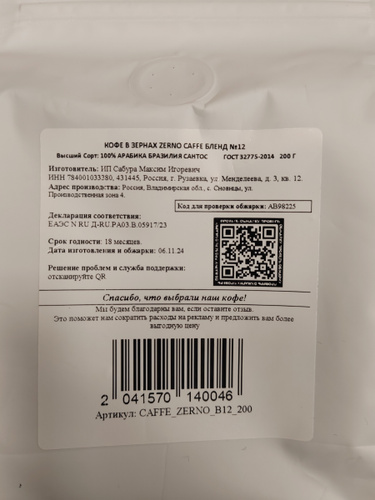 КОФЕ В ЗЕРНАХ ZERNO CAFFE БЛЕНД №12
Высший Сорт: 100% АРАБИКА БРАЗИЛИЯ САНТОС ГОСТ 32775-2014 200 Г
Изготовитель: ИП Сабура Максим Игоревич
ИНН 784001033280, 431445, Россия, г. Рузаевка, ул Менделеева, д. 3, кв. 12.
Адрес производства: Россия, Владимирская обл., с. Сновицы, ул.
Производственная зона 4.
Код для проверки обжарки: AB98225
Декларация соответствия:
ЕАЭС N RU Д-RU.РА03.В.05917/23
Срок годности: 18 месяцев.
Дата изготовления и обжарки: 06.11.24
Решение проблем и служба поддержки:
отсканируйте QR
Спасибо, что выбрали наш кофе!
Мы будем благодарны вам, если оставите отзыв.
Это поможет нам сократить расходы на рекламу и предложить вам более
выгодную цену
2 041570 140046
Артикул: CAFFE_ZERNO_B12_200